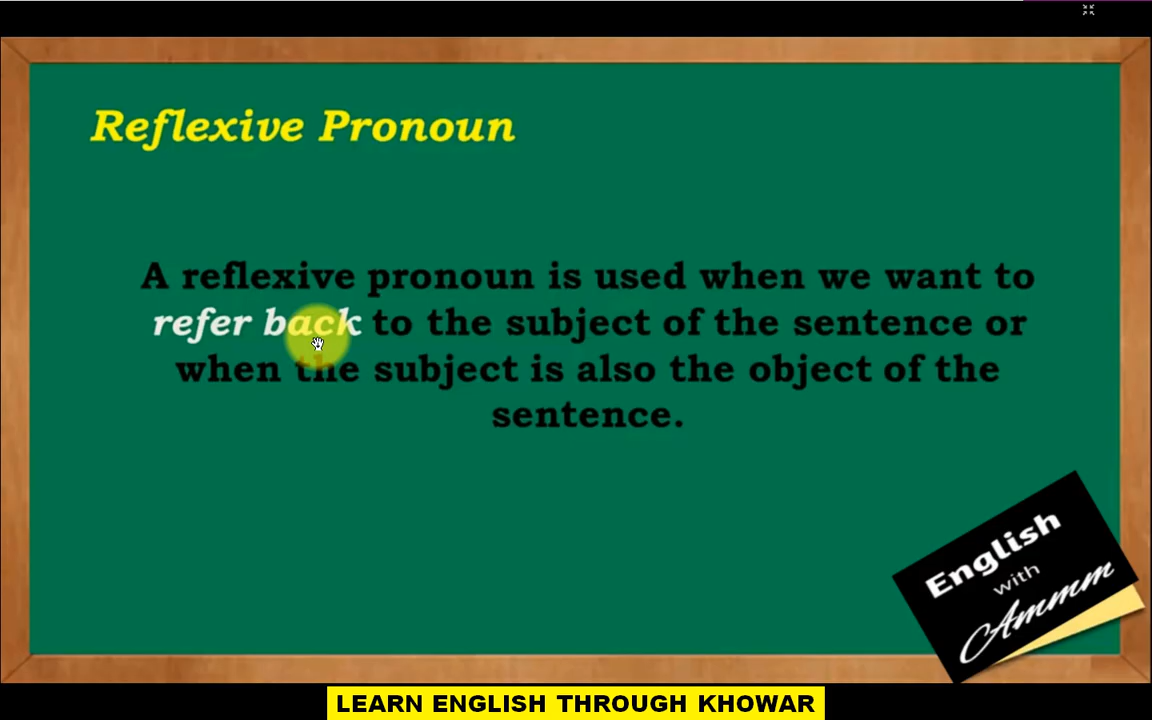 Reflexive Pronoun
A reflexive pronoun is used when we want to
refer back to the subject of the sentence or
when the subject is also the object of the
sentence.
English
with
Ammm
LEARN ENGLISH THROUGH KHOWAR